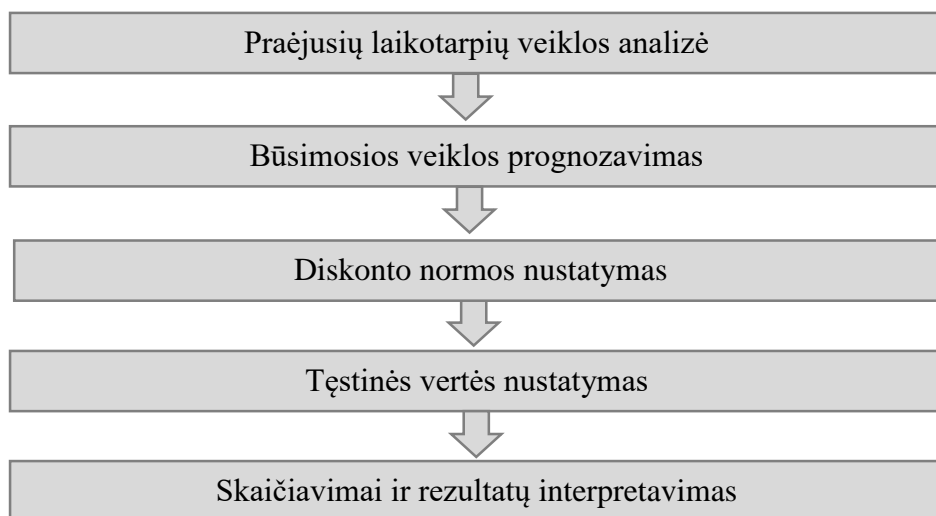 Praėjusių laikotarpių veiklos analizė
Būsimosios veiklos prognozavimas
Diskonto normos nustatymas
Tęstinės vertės nustatymas
Skaičiavimai ir rezultatų interpretavimas